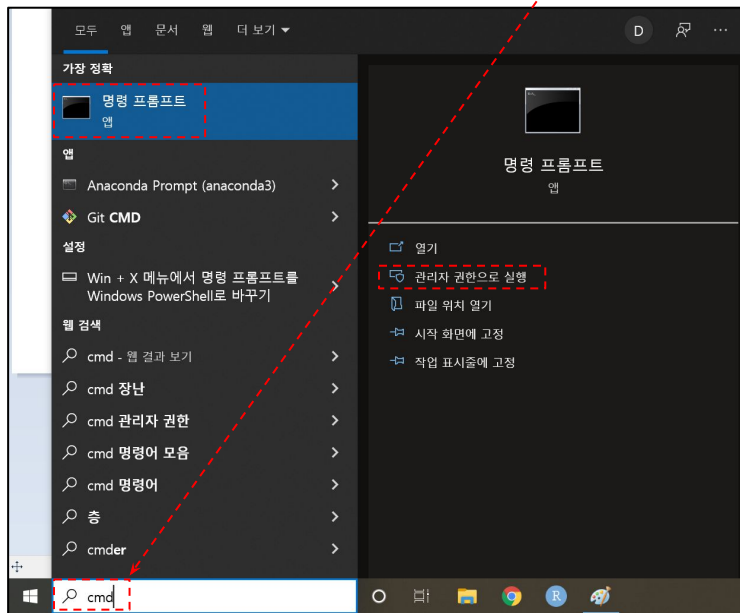 모두 앱 문서 웹 더 보기
D
가장 정확
명령 프롬프트
앱
앱
Anaconda Prompt (anaconda3)
Git CMD
설정
Win + X 메뉴에서 명령 프롬프트를
Windows PowerShell로 바꾸기
웹 검색
cmd - 웹 결과 보기
cmd 장난
cmd 관리자 권한
cmd 명령어 모음
cmd 명령어
층
cmder
cmd
명령 프롬프트
앱
열기
관리자 권한으로 실행
파일 위치 열기
시작 화면에 고정
작업 표시줄에 고정
R